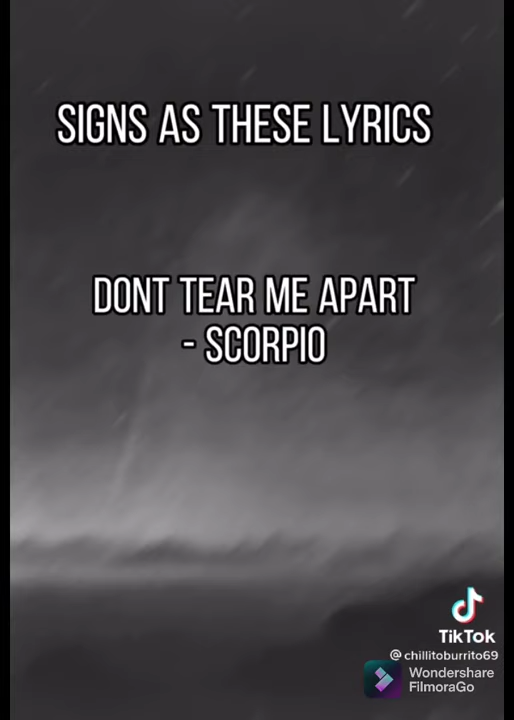 SIGNS AS THESE LYRICS
DONT TEAR ME APART
- SCORPIO
TikTok
@chillitoburrito69
Wondershare
FilmoraGo